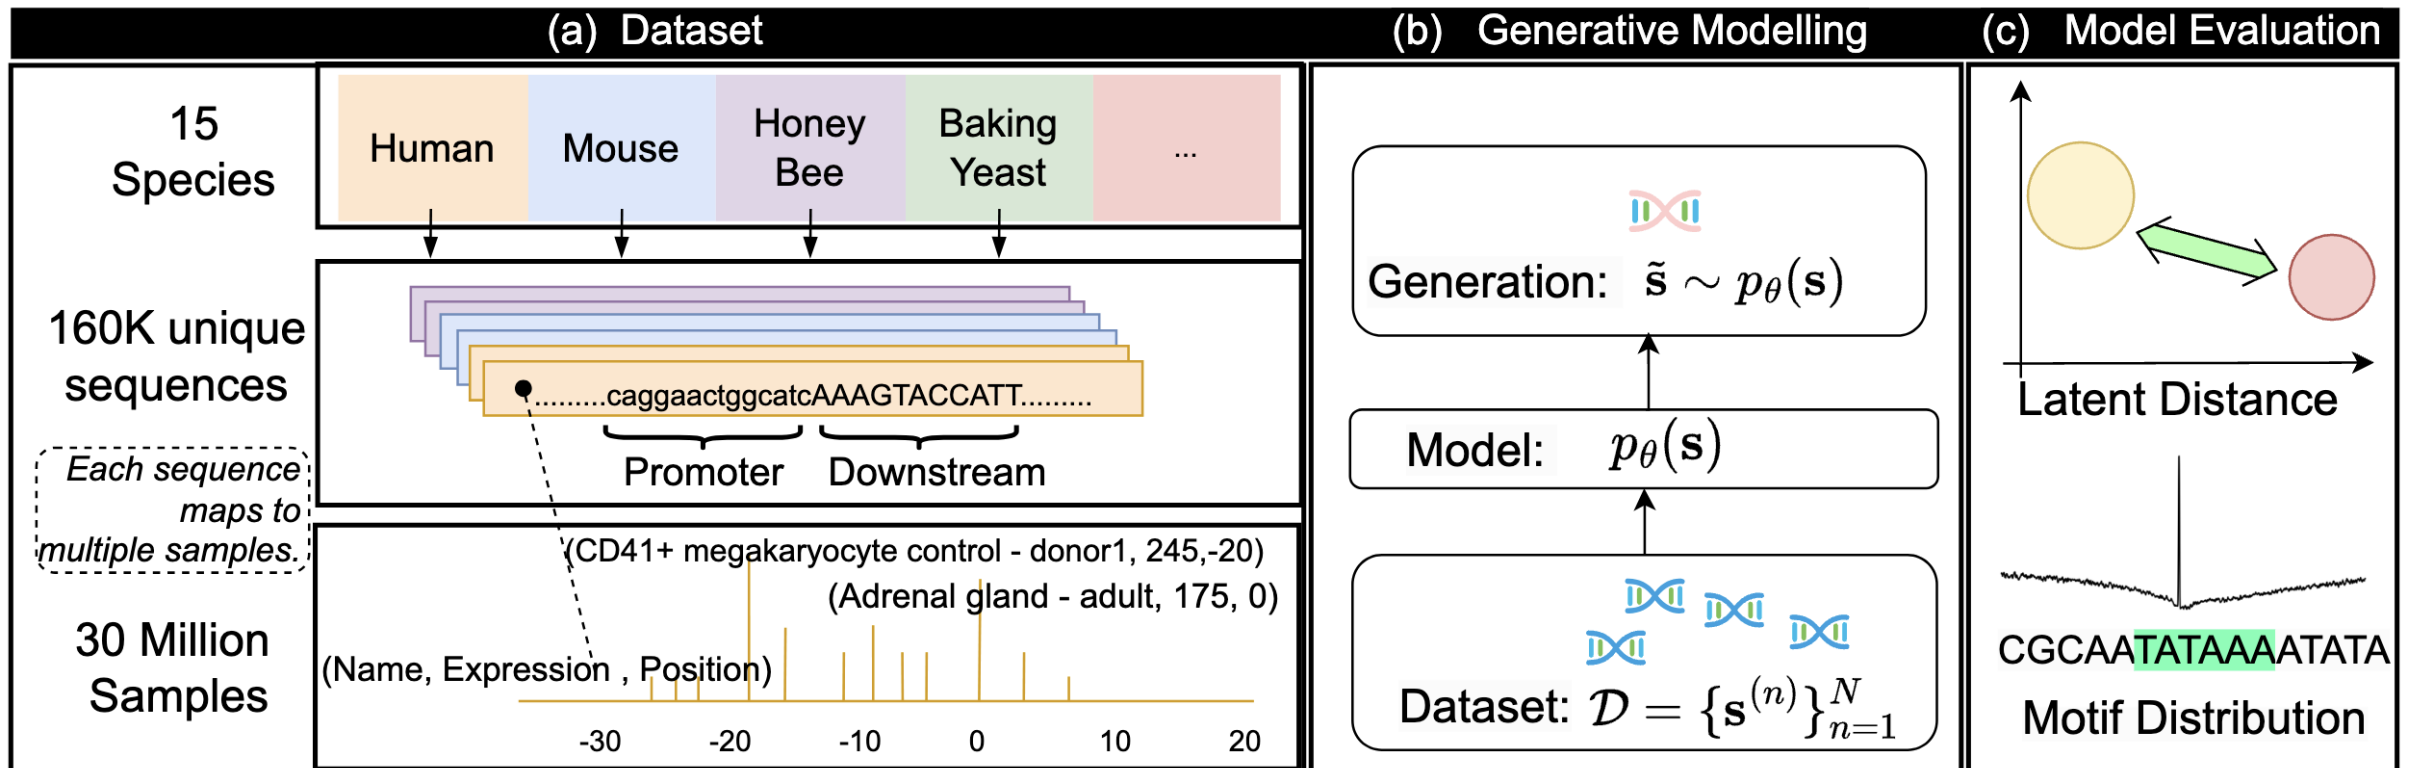 (a) Dataset
15
Species
Human
Mouse
Honey
Bee
Baking
Yeast
...
160K unique
sequences
.........caggaactggcatcAAAGTACCATT.........
Promoter
Downstream
Each sequence
maps to
multiple samples.
30 Million
Samples
(CD41+ megakaryocyte control - donor1, 245,-20)
(Adrenal gland - adult, 175, 0)
(Name, Expression , Position)
-30 -20 -10 0 10 20
(b) Generative Modelling
Generation: s̃ ∼ pθ(s)
Model: pθ(s)
Dataset: 𝒟 = {s⁽ⁿ⁾}ᴺₙ₌₁
(c) Model Evaluation
Latent Distance
CGCAATATAAAATATA
Motif Distribution